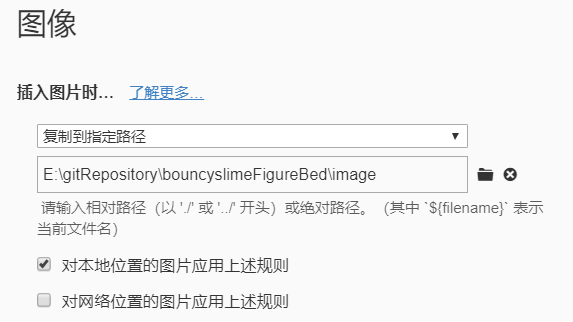 图像
插入图片时... 了解更多...
复制到指定路径
E:\gitRepository\bouncyslimeFigureBed\image
请输入相对路径（以 './' 或 '../' 开头）或绝对路径。（其中 `${filename}` 表示
当前文件名）
对本地位置的图片应用上述规则
对网络位置的图片应用上述规则